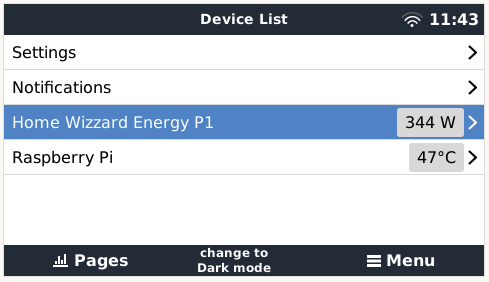 Device List
11:43
Settings
Notifications
Home Wizzard Energy P1
344 W
Raspberry Pi
47°C
Pages
change to
Dark mode
Menu